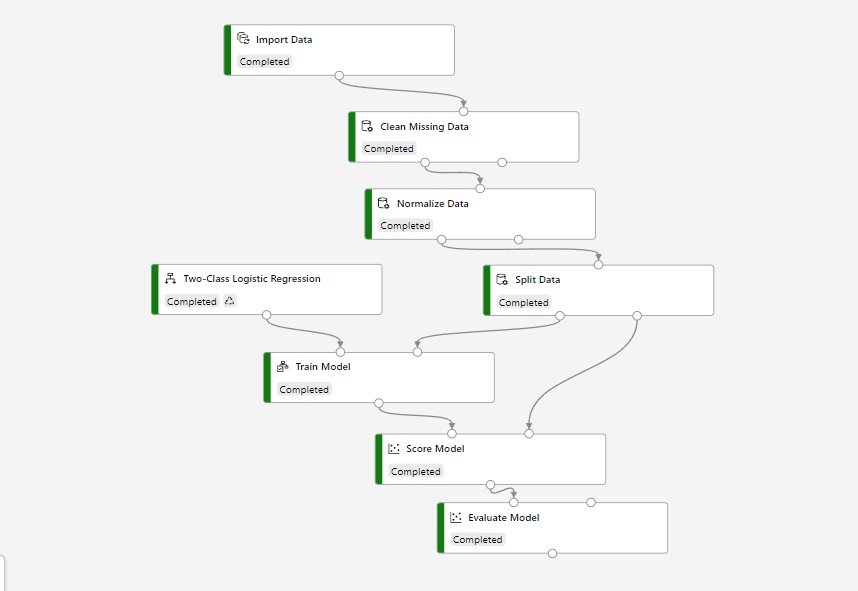 Import Data
Completed
Clean Missing Data
Completed
Normalize Data
Completed
Two-Class Logistic Regression
Completed
Split Data
Completed
Train Model
Completed
Score Model
Completed
Evaluate Model
Completed